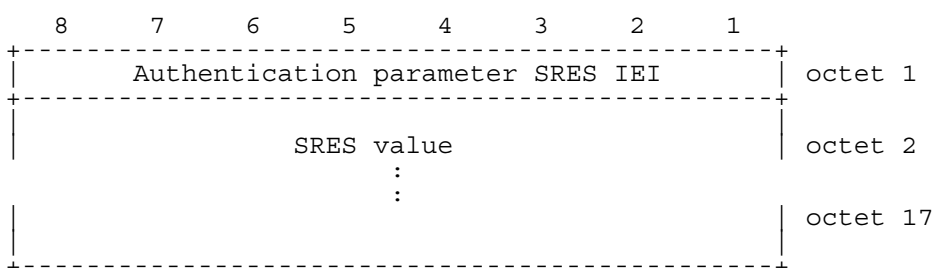 8 7 6 5 4 3 2 1
Authentication parameter SRES IEI octet 1
SRES value octet 2
:
:
octet 17